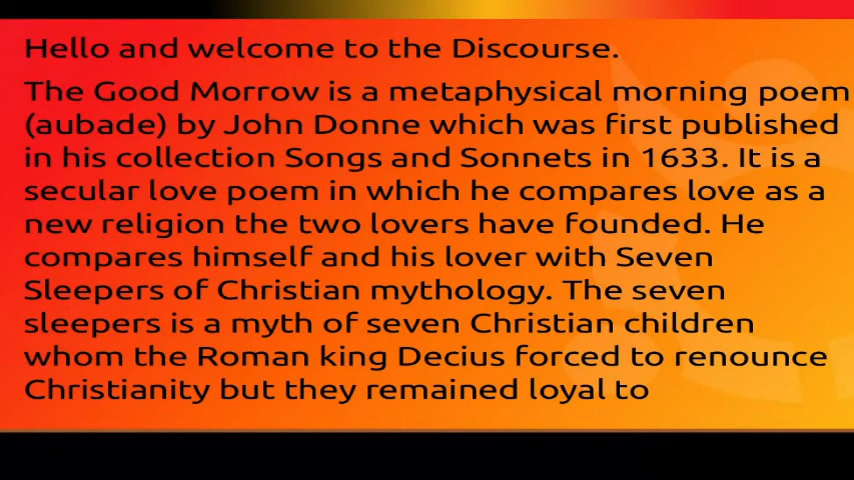 Hello and welcome to the Discourse.
The Good Morrow is a metaphysical morning poem
(aubade) by John Donne which was first published
in his collection Songs and Sonnets in 1633. It is a
secular love poem in which he compares love as a
new religion the two lovers have founded. He
compares himself and his lover with Seven
Sleepers of Christian mythology. The seven
sleepers is a myth of seven Christian children
whom the Roman king Decius forced to renounce
Christianity but they remained loyal to